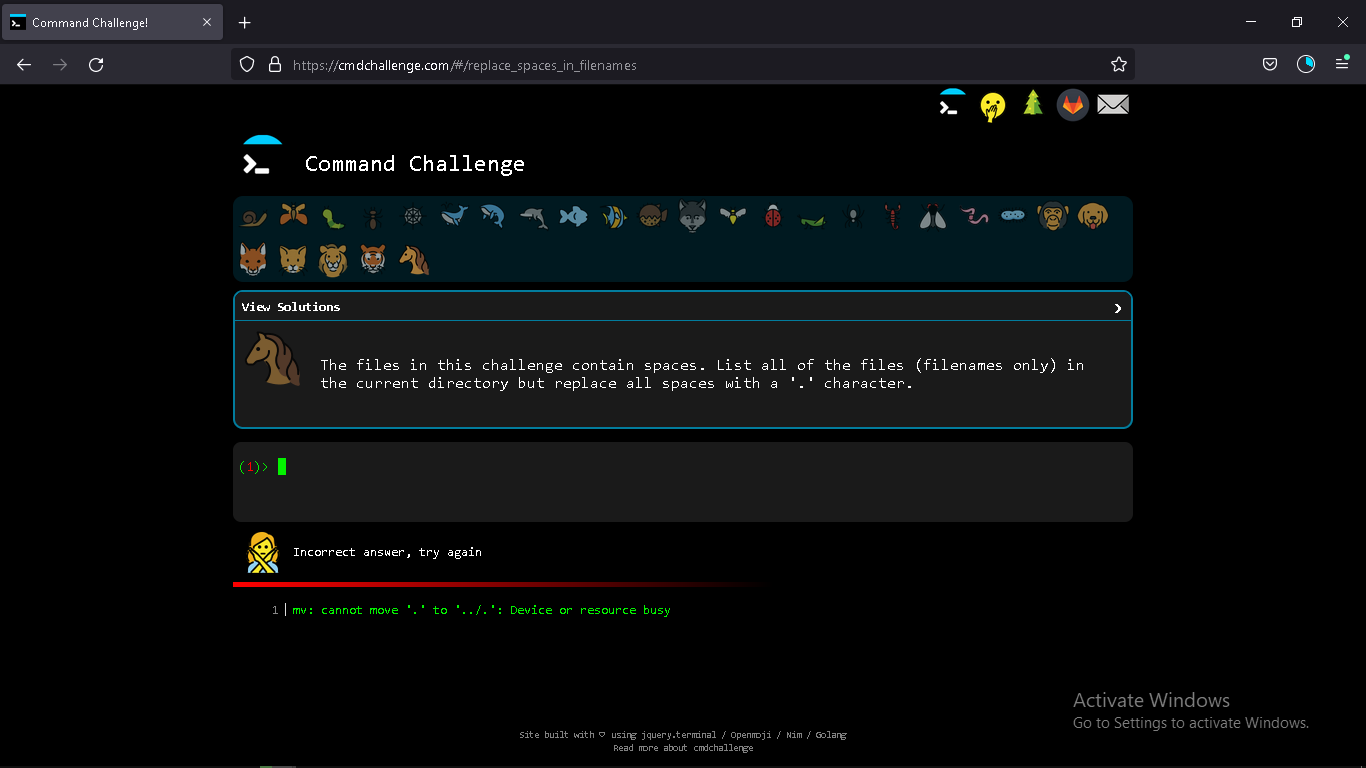 Command Challenge!
https://cmdchallenge.com/#/replace_spaces_in_filenames
Command Challenge
View Solutions
The files in this challenge contain spaces. List all of the files (filenames only) in
the current directory but replace all spaces with a '.' character.
(1)>
Incorrect answer, try again
1 mv: cannot move '.' to '../.': Device or resource busy
Activate Windows
Go to Settings to activate Windows.
Site built with ♡ using jquery.terminal / Openmoji / Nim / Golang
Read more about cmdchallenge